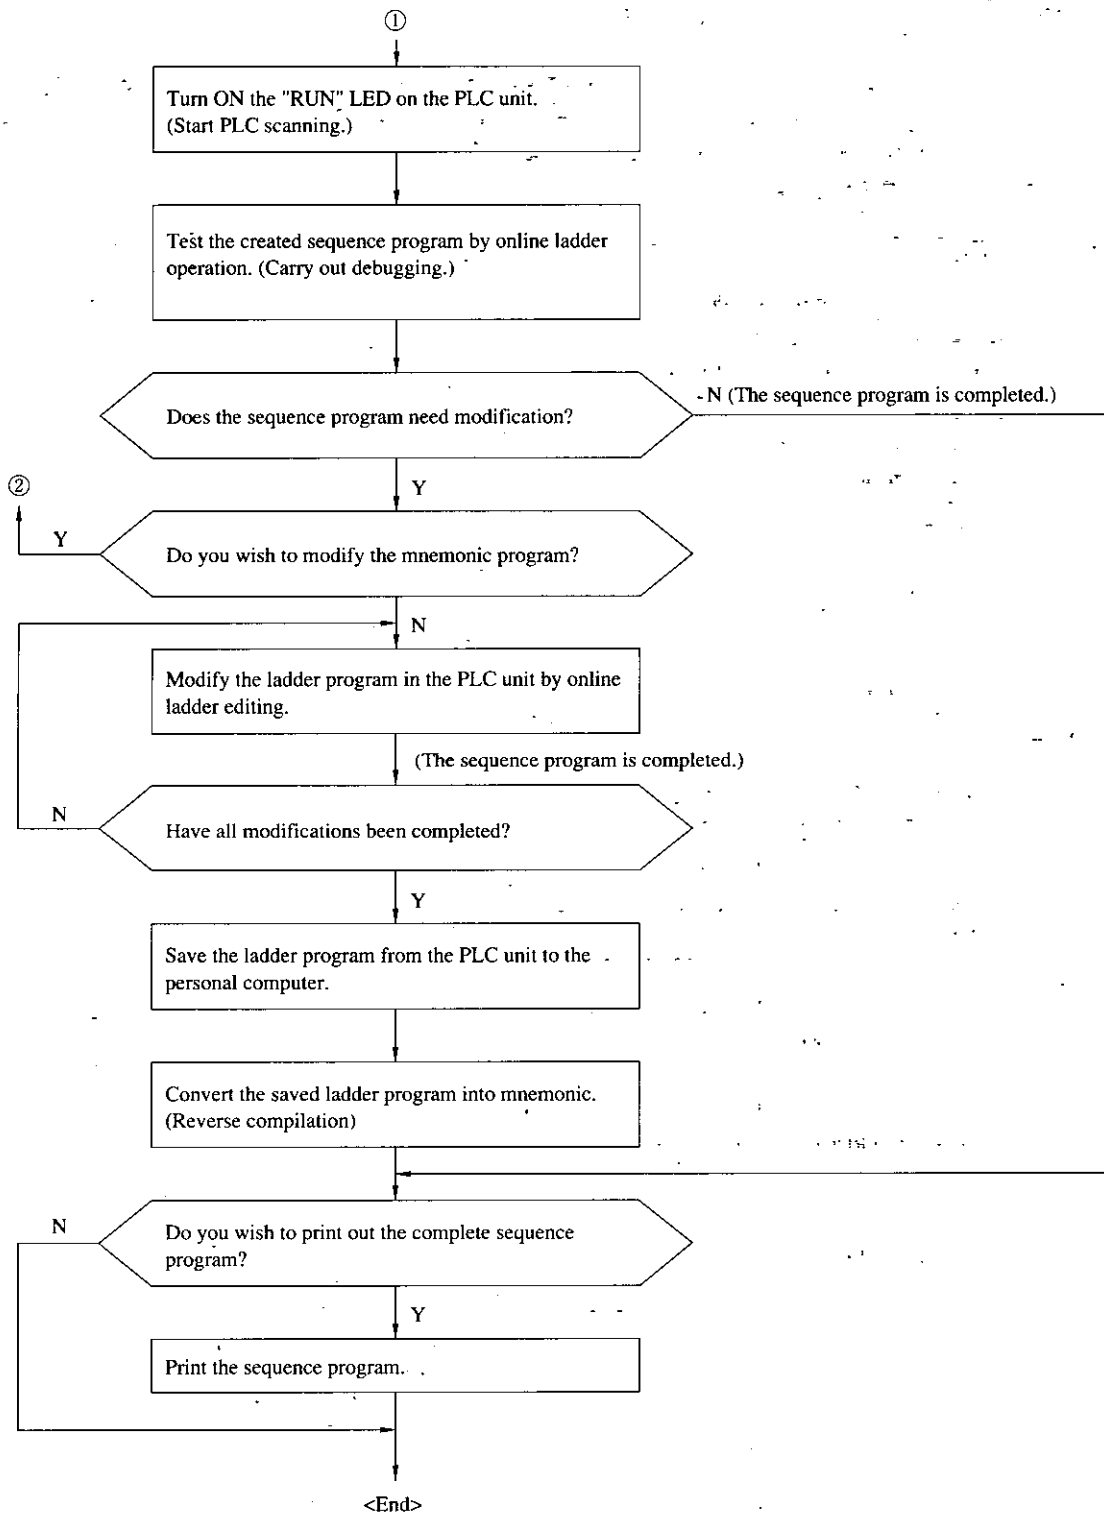 ①
Turn ON the "RUN" LED on the PLC unit.
(Start PLC scanning.)
Test the created sequence program by online ladder
operation. (Carry out debugging.)
Does the sequence program need modification?
N (The sequence program is completed.)
Y
②
Y
Do you wish to modify the mnemonic program?
N
Modify the ladder program in the PLC unit by online
ladder editing.
(The sequence program is completed.)
N
Have all modifications been completed?
Y
Save the ladder program from the PLC unit to the
personal computer.
Convert the saved ladder program into mnemonic.
(Reverse compilation)
N
Do you wish to print out the complete sequence
program?
Y
Print the sequence program.
<End>